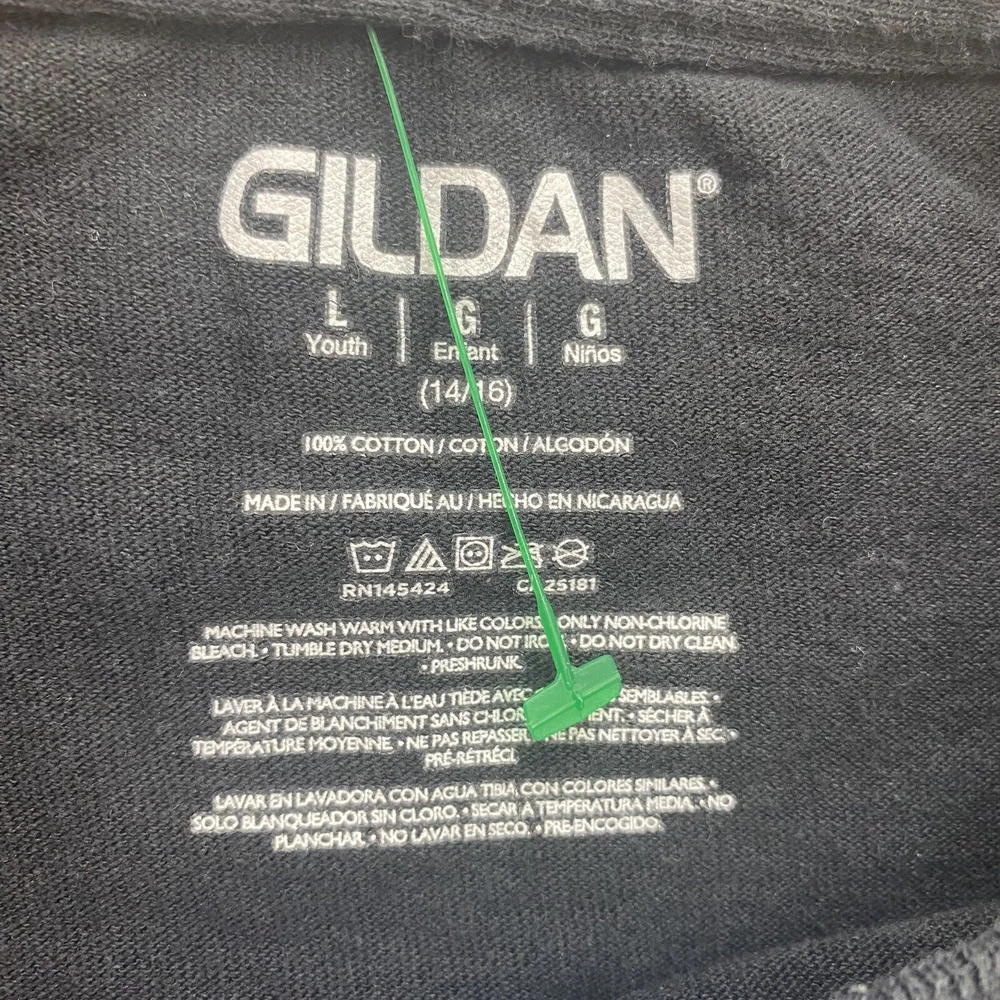 GILDAN®
L | G | G
Youth Enfant Niños
(14/16)
100% COTTON / COTON / ALGODÓN
MADE IN / FABRIQUÉ AU / HECHO EN NICARAGUA
RN145424 CA25181
MACHINE WASH WARM WITH LIKE COLORS. ONLY NON-CHLORINE
BLEACH. • TUMBLE DRY MEDIUM. • DO NOT IRON. • DO NOT DRY CLEAN.
• PRESHRUNK.
LAVER À LA MACHINE À L'EAU TIÈDE AVEC SEMBLABLES. •
AGENT DE BLANCHIMENT SANS CHLOR MENT. • SÉCHER À
TEMPÉRATURE MOYENNE. • NE PAS REPASSER. NE PAS NETTOYER À SEC. •
PRÉ-RÉTRÉCI.
LAVAR EN LAVADORA CON AGUA TIBIA, CON COLORES SIMILARES. •
SOLO BLANQUEADOR SIN CLORO. • SECAR A TEMPERATURA MEDIA. • NO
PLANCHAR. • NO LAVAR EN SECO. • PRE-ENCOGIDO.